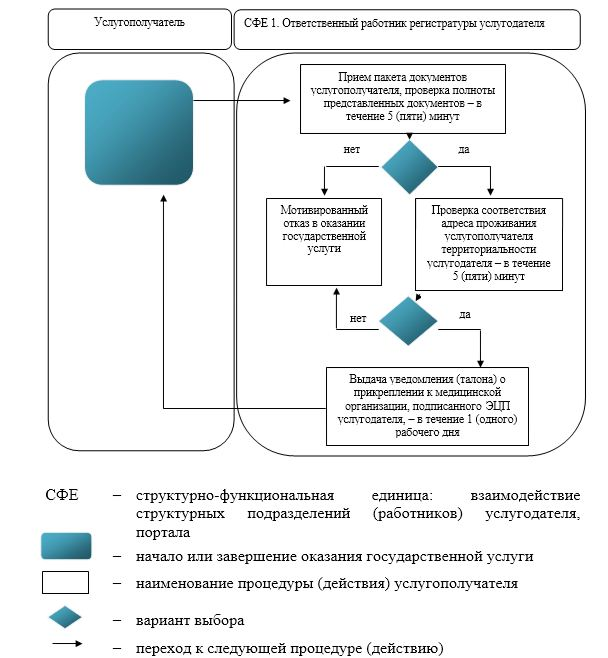 Услугополучатель
СФЕ 1. Ответственный работник регистратуры услугодателя
Прием пакета документов
услугополучателя, проверка полноты
представленных документов – в
течение 5 (пяти) минут
нет
да
Мотивированный
отказ в оказании
государственной
услуги
Проверка соответствия
адреса проживания
услугополучателя
территориальности
услугодателя – в течение
5 (пяти) минут
нет
да
Выдача уведомления (талона) о
прикреплении к медицинской
организации, подписанного ЭЦП
услугодателя, – в течение 1 (одного)
рабочего дня
СФЕ – структурно-функциональная единица: взаимодействие
структурных подразделений (работников) услугодателя,
портала
– начало или завершение оказания государственной услуги
– наименование процедуры (действия) услугополучателя
– вариант выбора
– переход к следующей процедуре (действию)